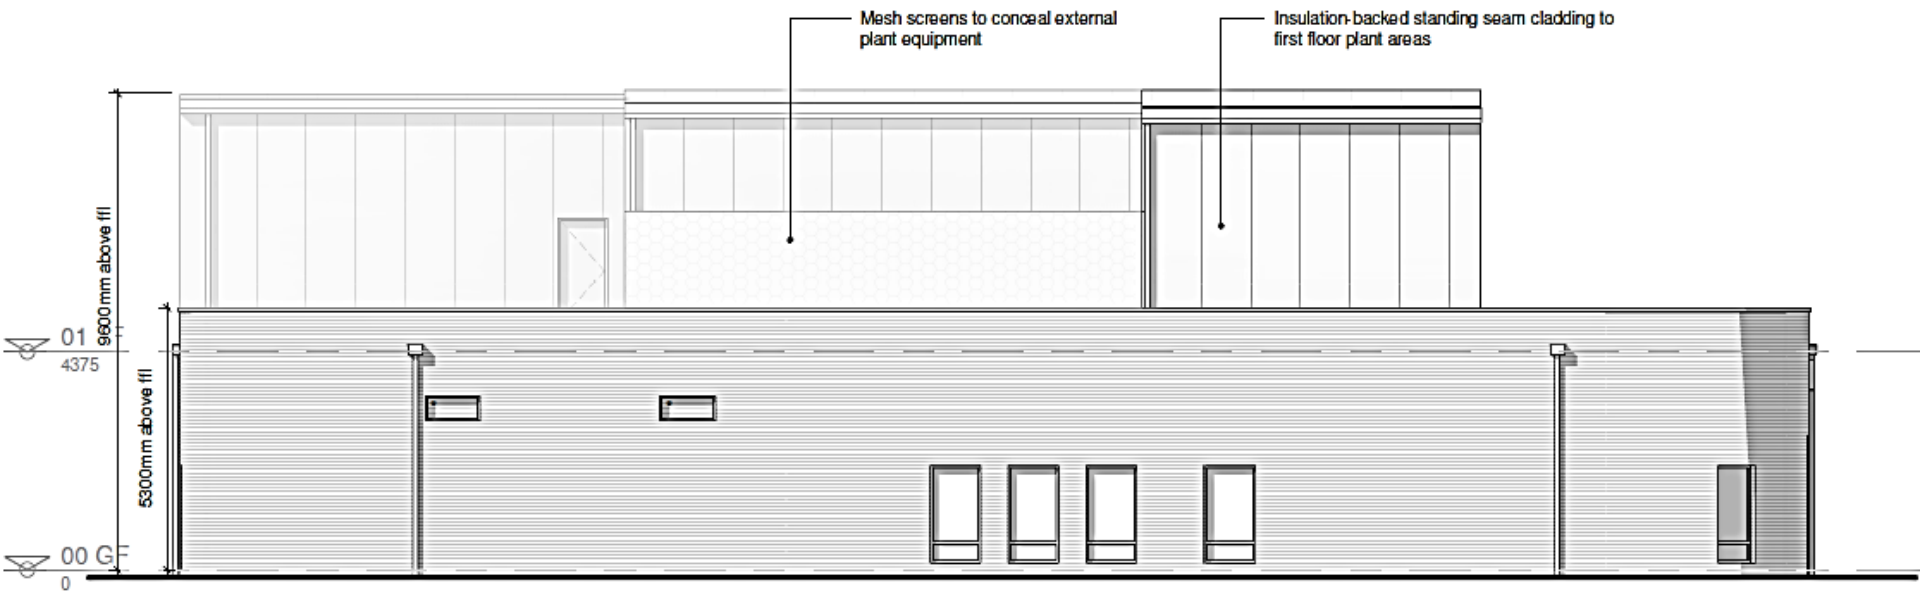 Mesh screens to conceal external
plant equipment
Insulation-backed standing seam cladding to
first floor plant areas
9600mm above ffl
5300mm above ffl
01 F
4375
00 GF
0